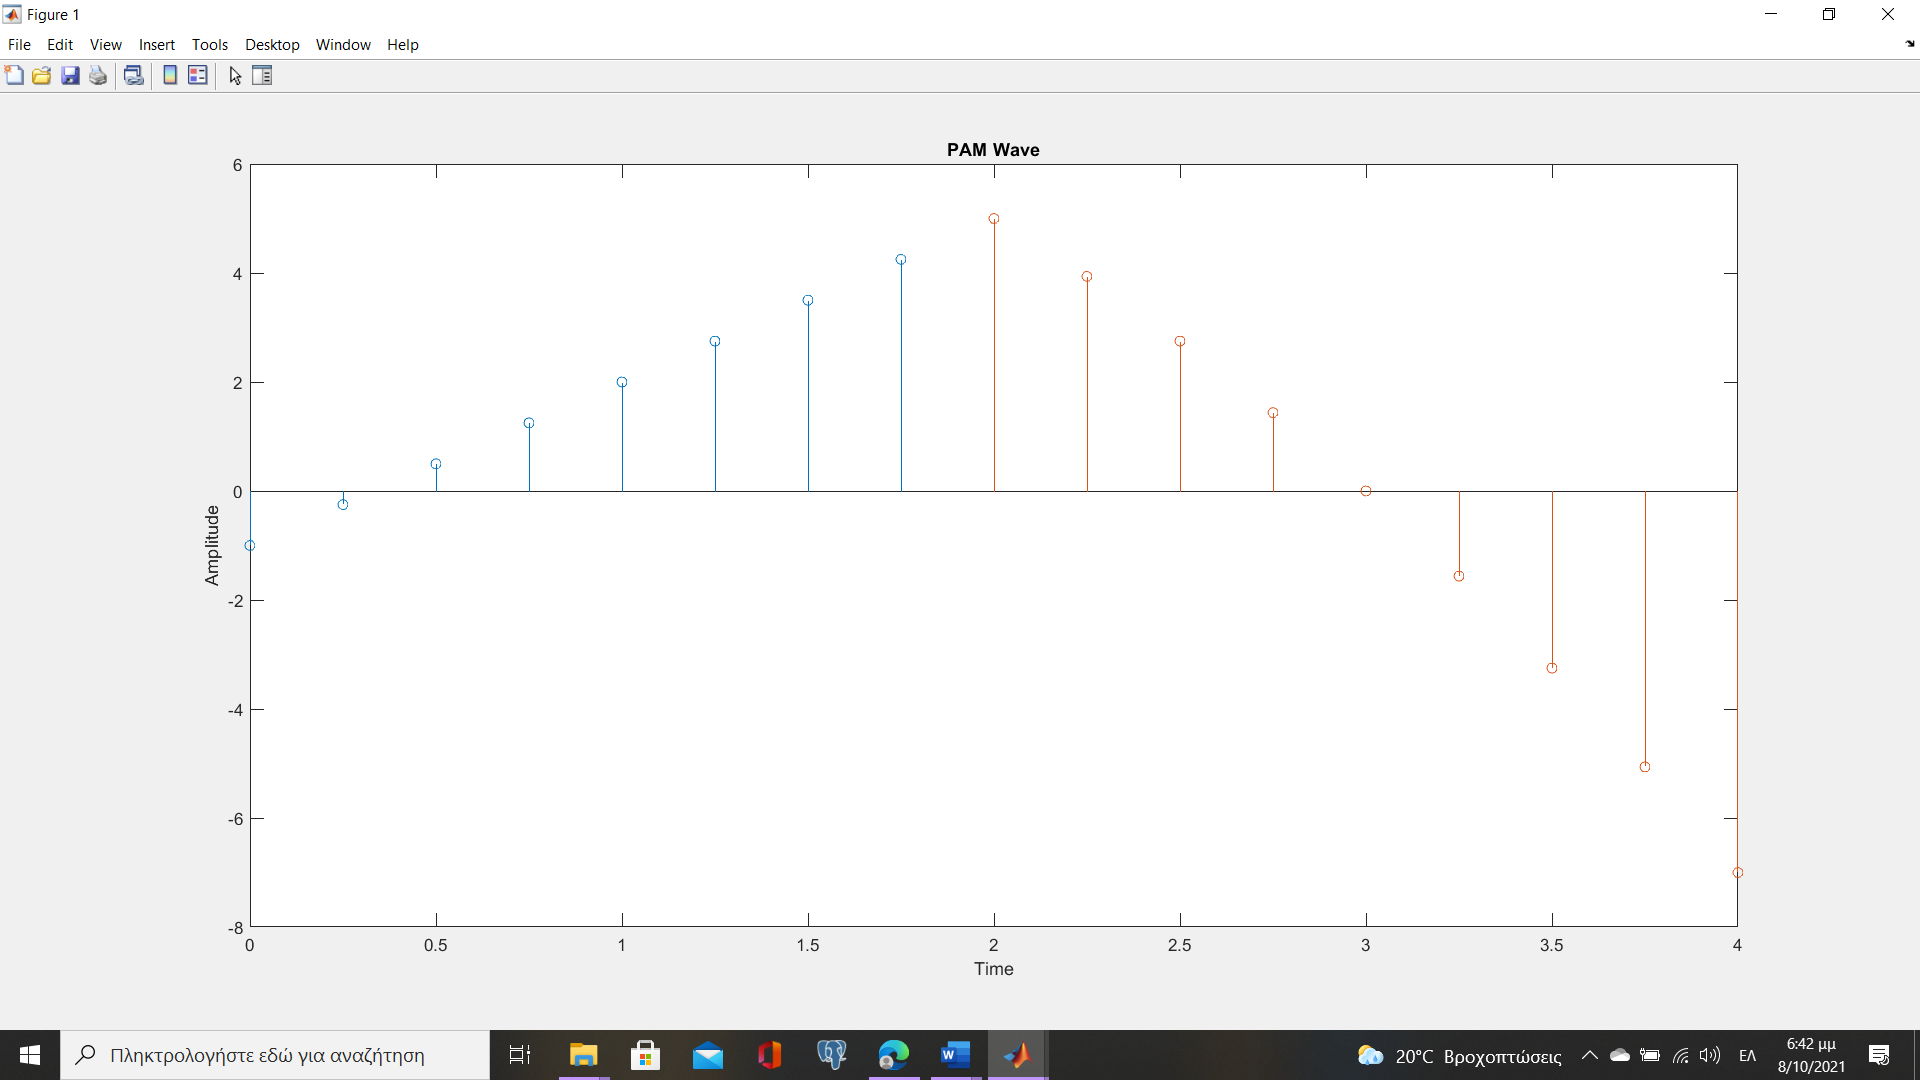 Figure 1
File Edit View Insert Tools Desktop Window Help
PAM Wave
6
4
2
0
-2
-4
-6
-8
Amplitude
0 0.5 1 1.5 2 2.5 3 3.5 4
Time
Πληκτρολογήστε εδώ για αναζήτηση
20°C Βροχοπτώσεις
ΕΛ
6:42 μμ
8/10/2021